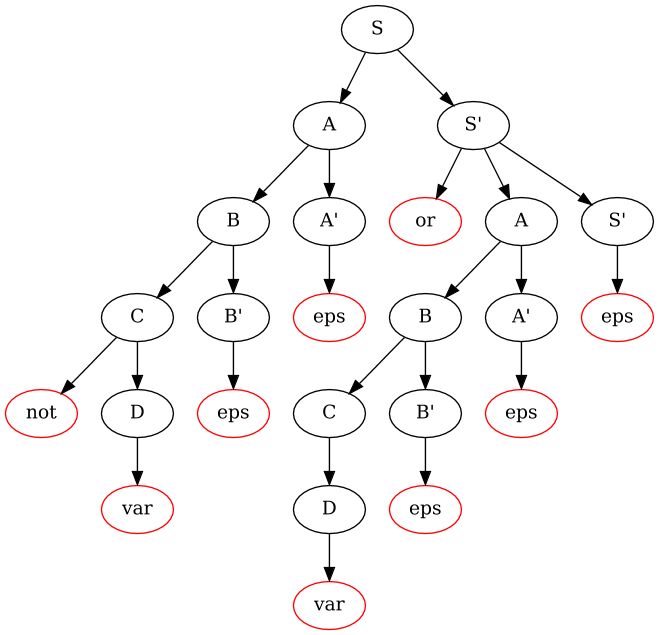 S
A S'
B A' or A S'
C B' eps B A' eps
not D eps C B' eps
var D eps
var